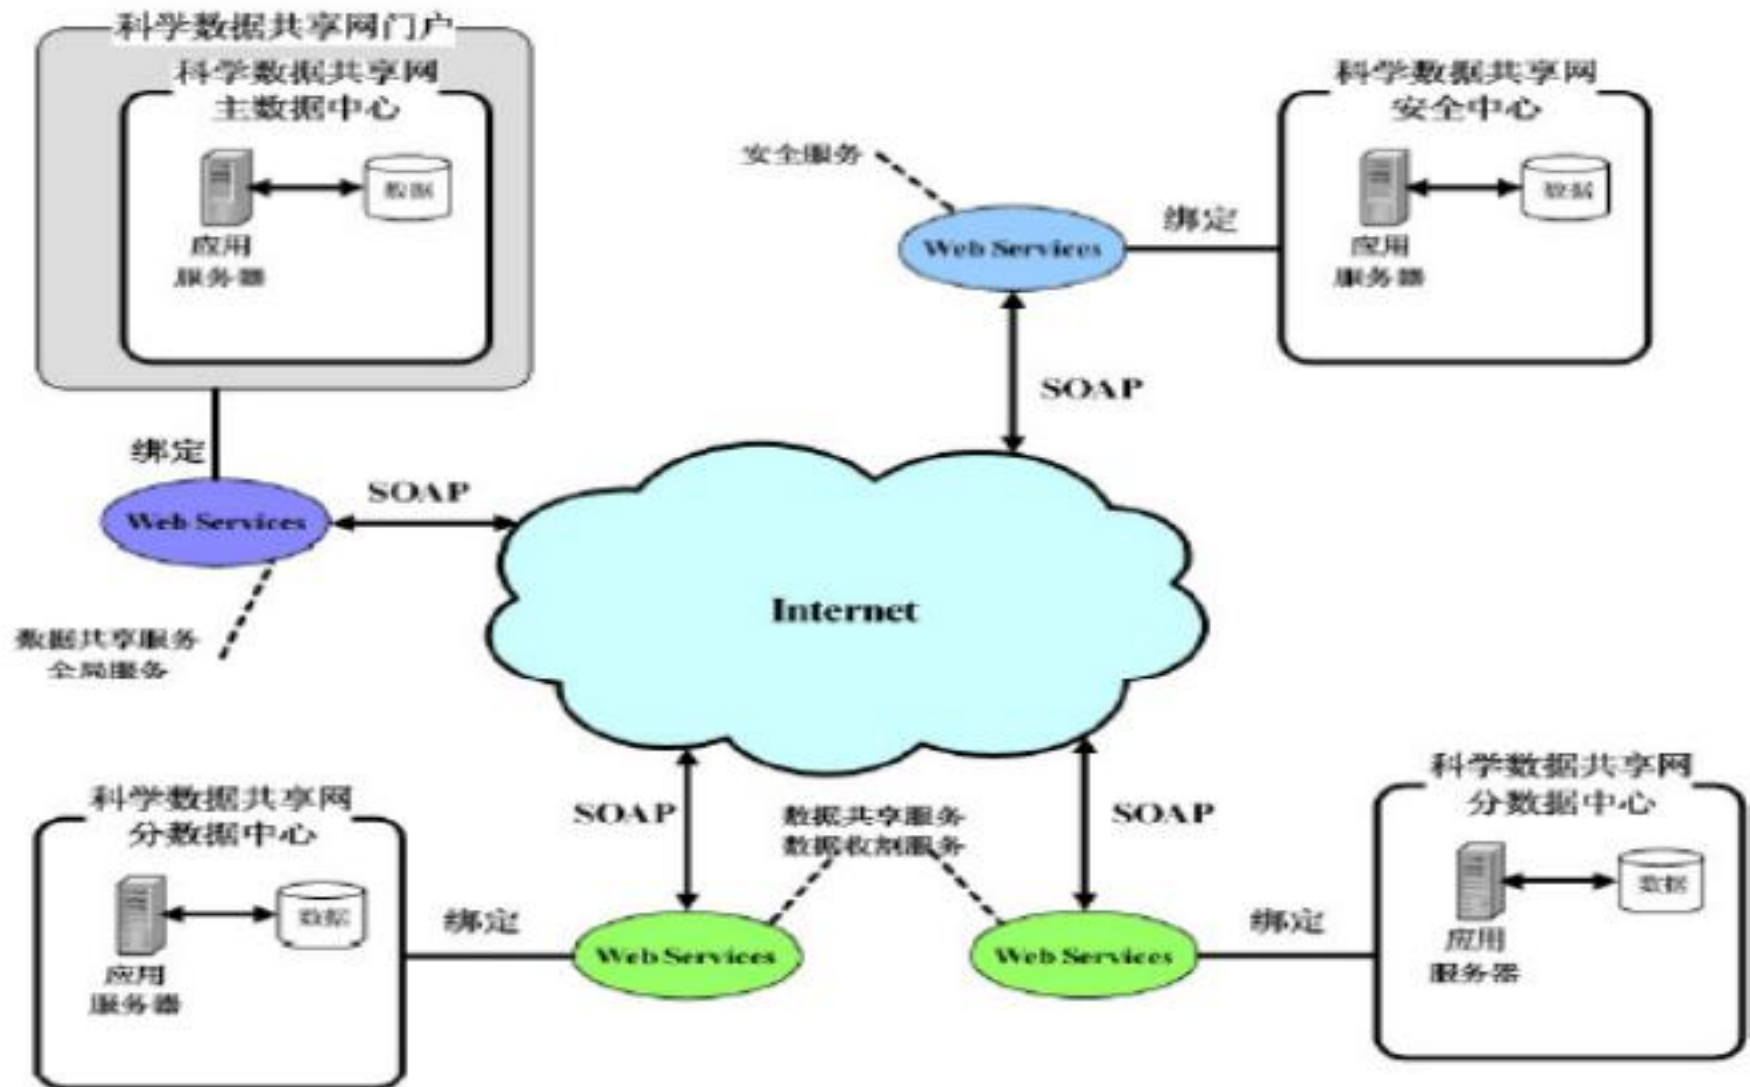 科学数据共享网门户
科学数据共享网
主数据中心
数据
应用
服务器
绑定
Web Services
SOAP
数据共享服务
全局服务
科学数据共享网
安全中心
数据
应用
服务器
安全服务
Web Services
绑定
SOAP
Internet
科学数据共享网
分数据中心
数据
应用
服务器
绑定
SOAP
Web Services
数据共享服务
数据收割服务
SOAP
Web Services
绑定
科学数据共享网
分数据中心
数据
应用
服务器